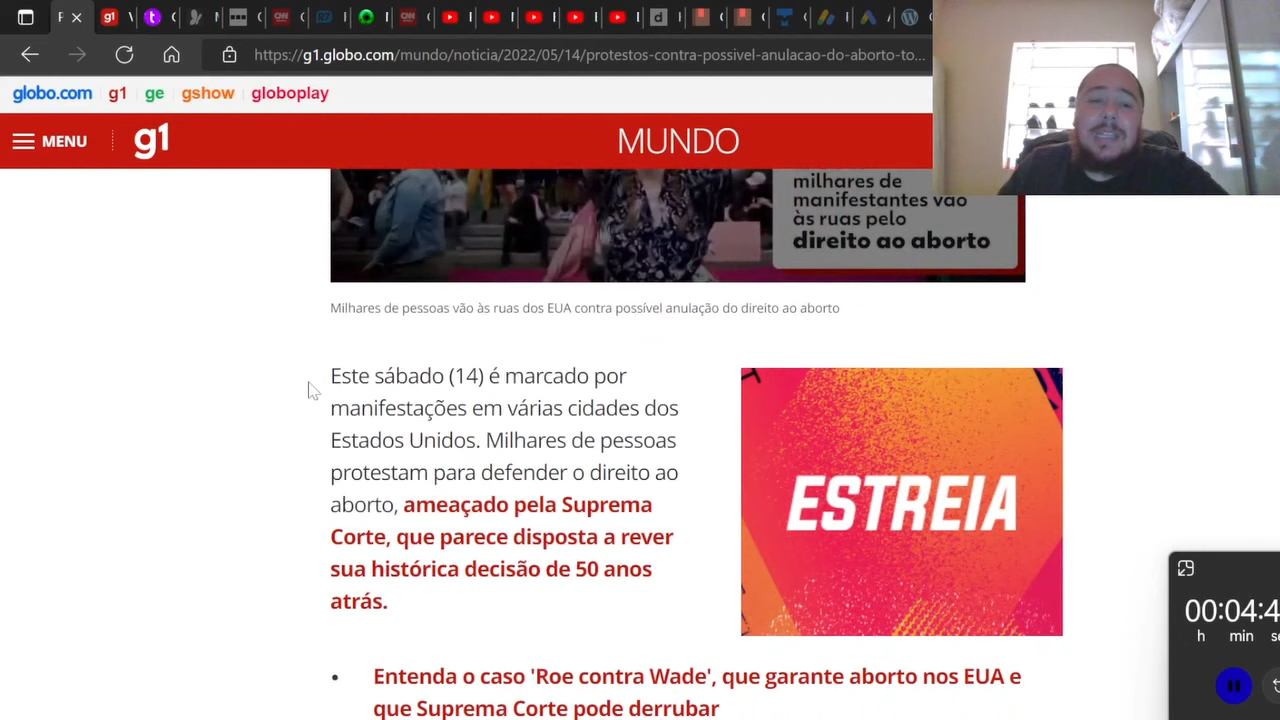 https://g1.globo.com/mundo/noticia/2022/05/14/protestos-contra-possivel-anulacao-do-aborto-to...
globo.com g1 ge gshow globoplay
MENU g1 MUNDO
milhares de
manifestantes vão
às ruas pelo
direito ao aborto
Milhares de pessoas vão às ruas dos EUA contra possível anulação do direito ao aborto
Este sábado (14) é marcado por
manifestações em várias cidades dos
Estados Unidos. Milhares de pessoas
protestam para defender o direito ao
aborto, ameaçado pela Suprema
Corte, que parece disposta a rever
sua histórica decisão de 50 anos
atrás.
ESTREIA
• Entenda o caso 'Roe contra Wade', que garante aborto nos EUA e
que Suprema Corte pode derrubar
00:04:4
h min se